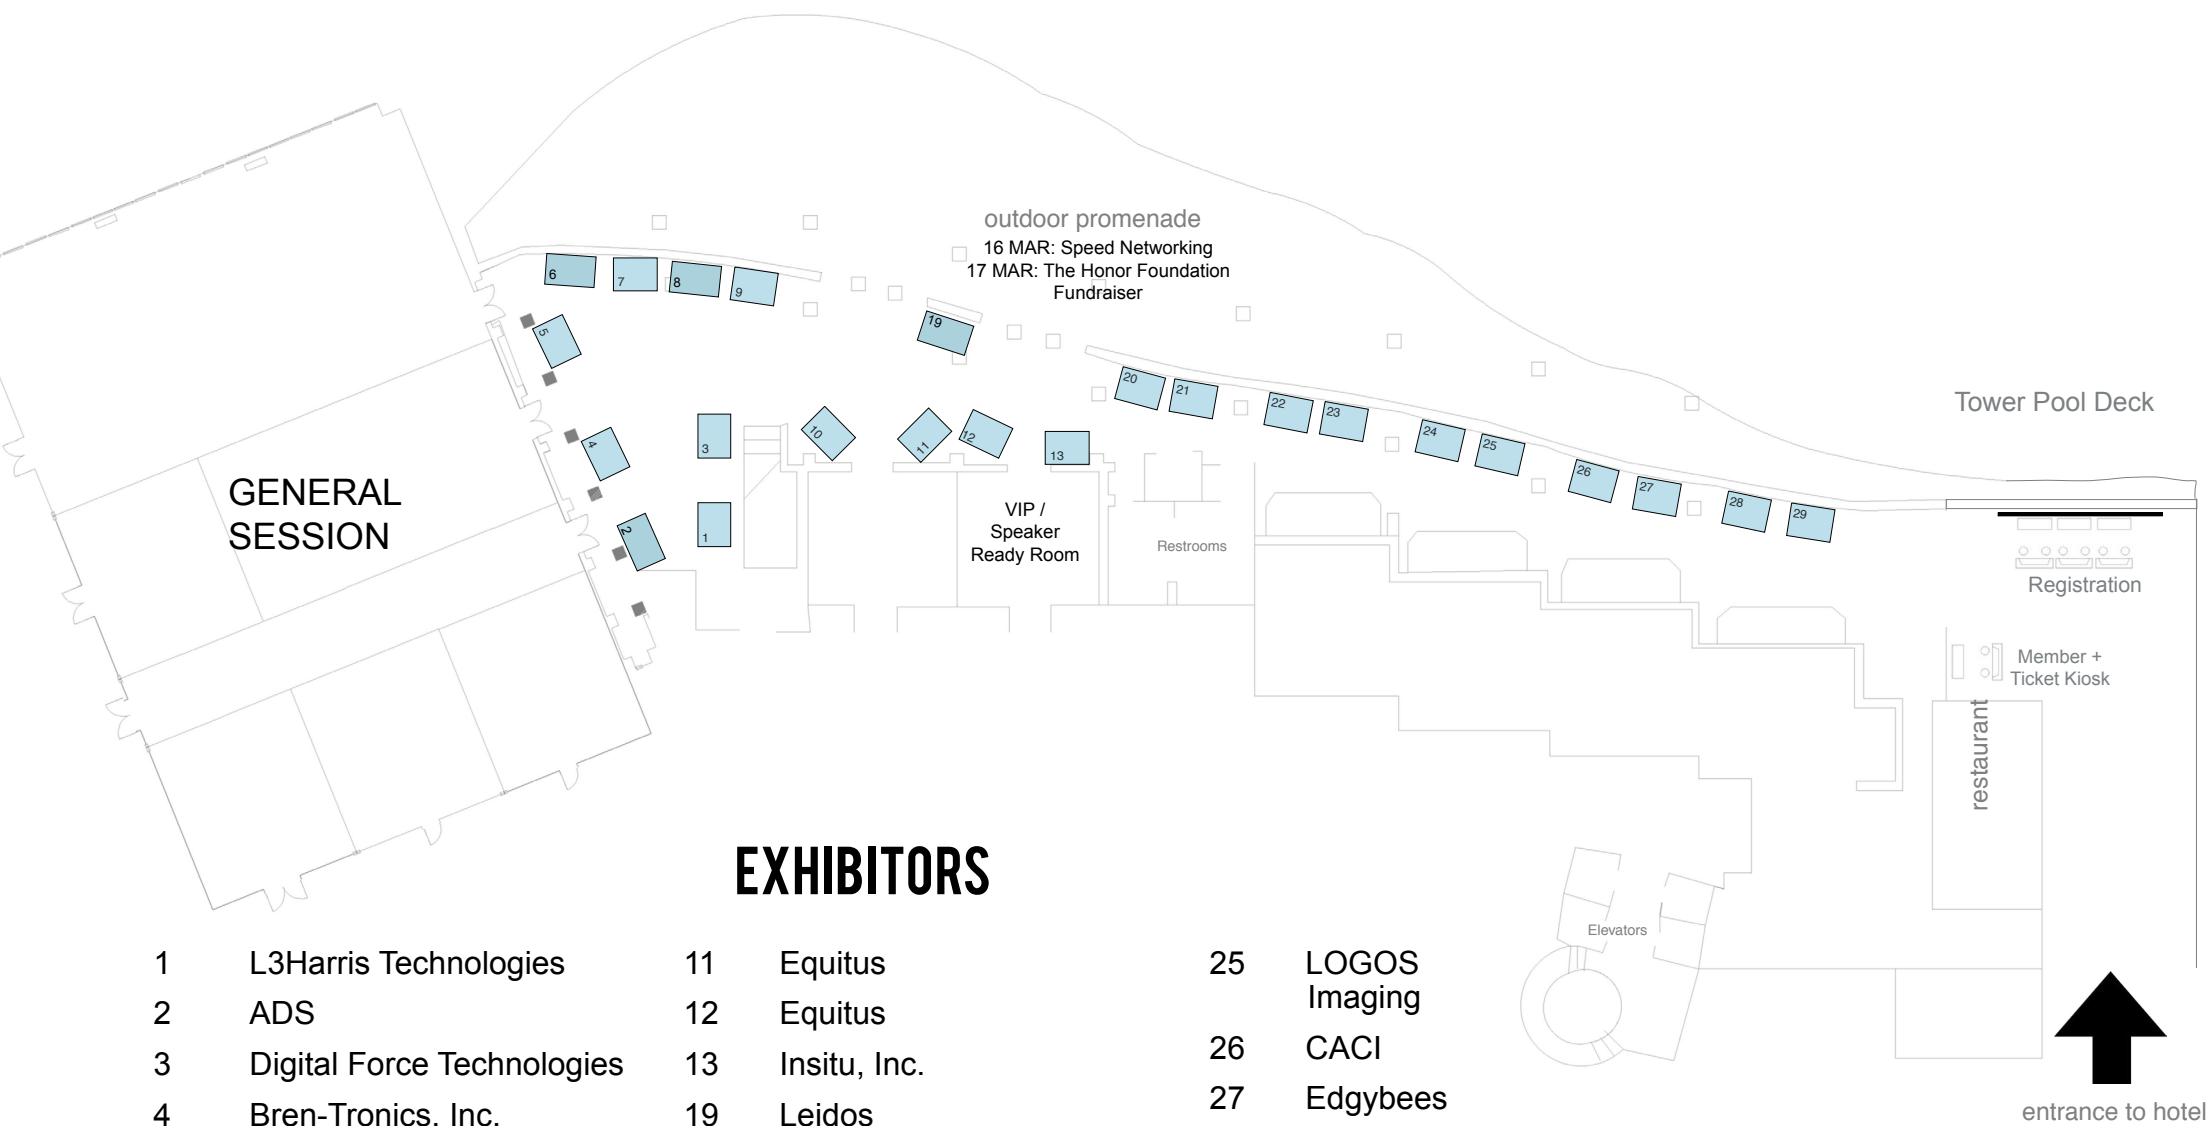 outdoor promenade
16 MAR: Speed Networking
17 MAR: The Honor Foundation
Fundraiser
6
7
8
9
5
19
20
21
22
23
24
25
26
27
28
29
4
3
10
11
12
13
2
1
Tower Pool Deck
GENERAL
SESSION
VIP /
Speaker
Ready Room
Restrooms
Registration
Member +
Ticket Kiosk
restaurant
Elevators
entrance to hotel
EXHIBITORS
1 L3Harris Technologies
2 ADS
3 Digital Force Technologies
4 Bren-Tronics, Inc.
11 Equitus
12 Equitus
13 Insitu, Inc.
19 Leidos
25 LOGOS
Imaging
26 CACI
27 Edgybees